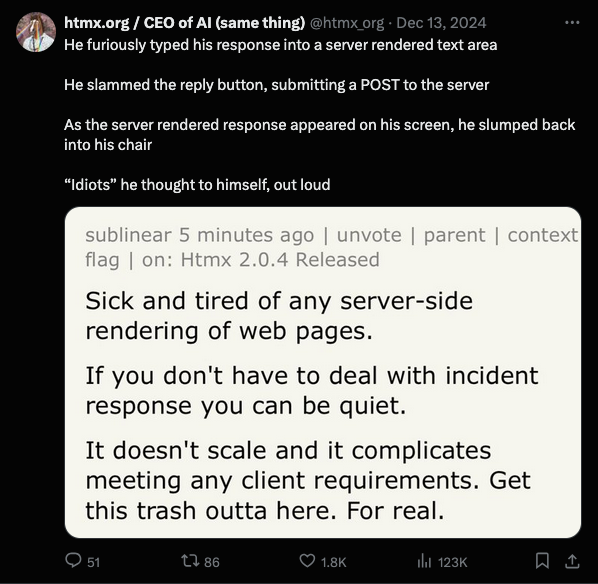 htmx.org / CEO of AI (same thing) @htmx_org · Dec 13, 2024
He furiously typed his response into a server rendered text area
He slammed the reply button, submitting a POST to the server
As the server rendered response appeared on his screen, he slumped back
into his chair
“Idiots” he thought to himself, out loud
sublinear 5 minutes ago | unvote | parent | context
flag | on: Htmx 2.0.4 Released
Sick and tired of any server-side
rendering of web pages.
If you don't have to deal with incident
response you can be quiet.
It doesn't scale and it complicates
meeting any client requirements. Get
this trash outta here. For real.
51 86 1.8K 123K